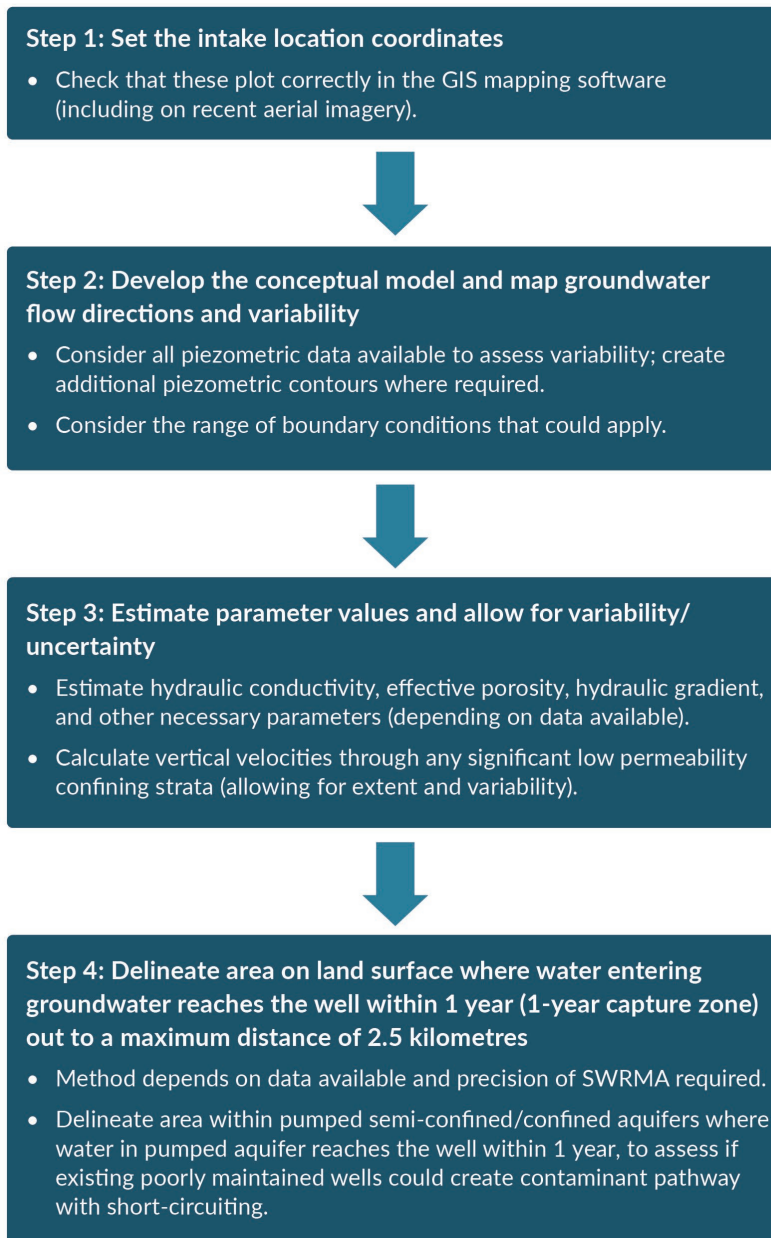 Step 1: Set the intake location coordinates
• Check that these plot correctly in the GIS mapping software
(including on recent aerial imagery).
Step 2: Develop the conceptual model and map groundwater
flow directions and variability
• Consider all piezometric data available to assess variability; create
additional piezometric contours where required.
• Consider the range of boundary conditions that could apply.
Step 3: Estimate parameter values and allow for variability/
uncertainty
• Estimate hydraulic conductivity, effective porosity, hydraulic gradient,
and other necessary parameters (depending on data available).
• Calculate vertical velocities through any significant low permeability
confining strata (allowing for extent and variability).
Step 4: Delineate area on land surface where water entering
groundwater reaches the well within 1 year (1-year capture zone)
out to a maximum distance of 2.5 kilometres
• Method depends on data available and precision of SWRMA required.
• Delineate area within pumped semi-confined/confined aquifers where
water in pumped aquifer reaches the well within 1 year, to assess if
existing poorly maintained wells could create contaminant pathway
with short-circuiting.